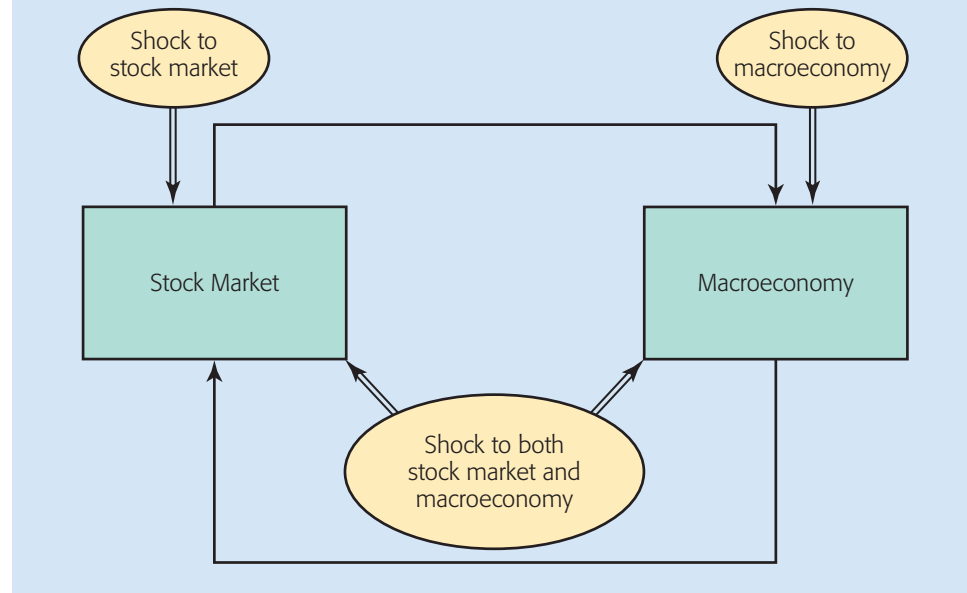 Shock to
stock market
Shock to
macroeconomy
Stock Market
Macroeconomy
Shock to both
stock market and
macroeconomy